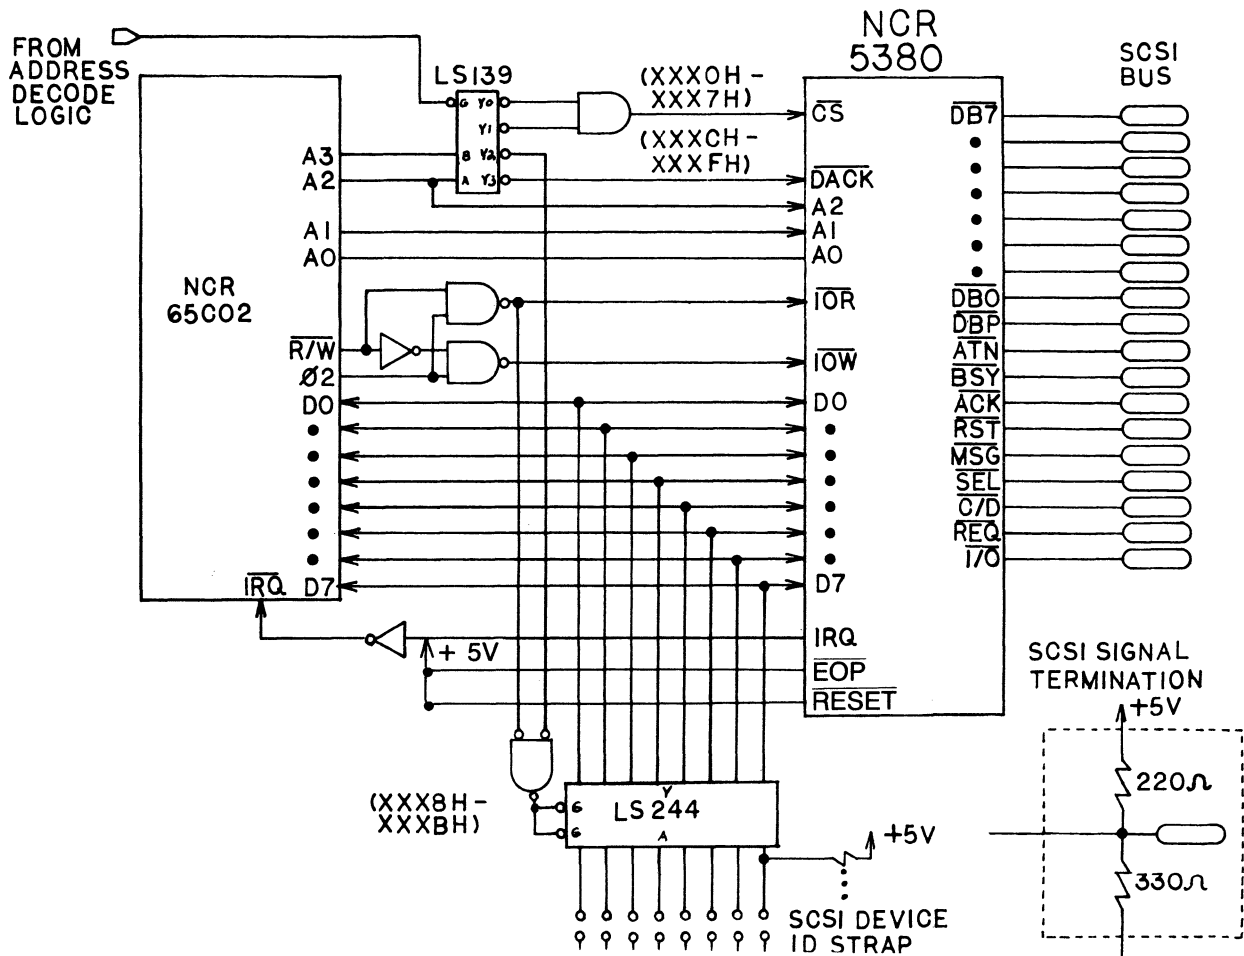 NCR
5380
SCSI
BUS
FROM
ADDRESS
DECODE
LOGIC
LS139
G Y0
Y1
B Y2
A Y3
(XXX0H-
XXX7H)
(XXXCH-
XXXFH)
NCR
65C02
A3
A2
A1
A0
R/W
Ø2
D0
D7
IRQ
CS
DACK
A2
A1
A0
IOR
IOW
D0
D7
IRQ
EOP
RESET
DB7
DB0
DBP
ATN
BSY
ACK
RST
MSG
SEL
C/D
REQ
I/O
+ 5V
(XXX8H-
XXXBH)
G
G
Y
LS244
A
+5V
SCSI DEVICE
ID STRAP
SCSI SIGNAL
TERMINATION
+5V
220Ω
330Ω